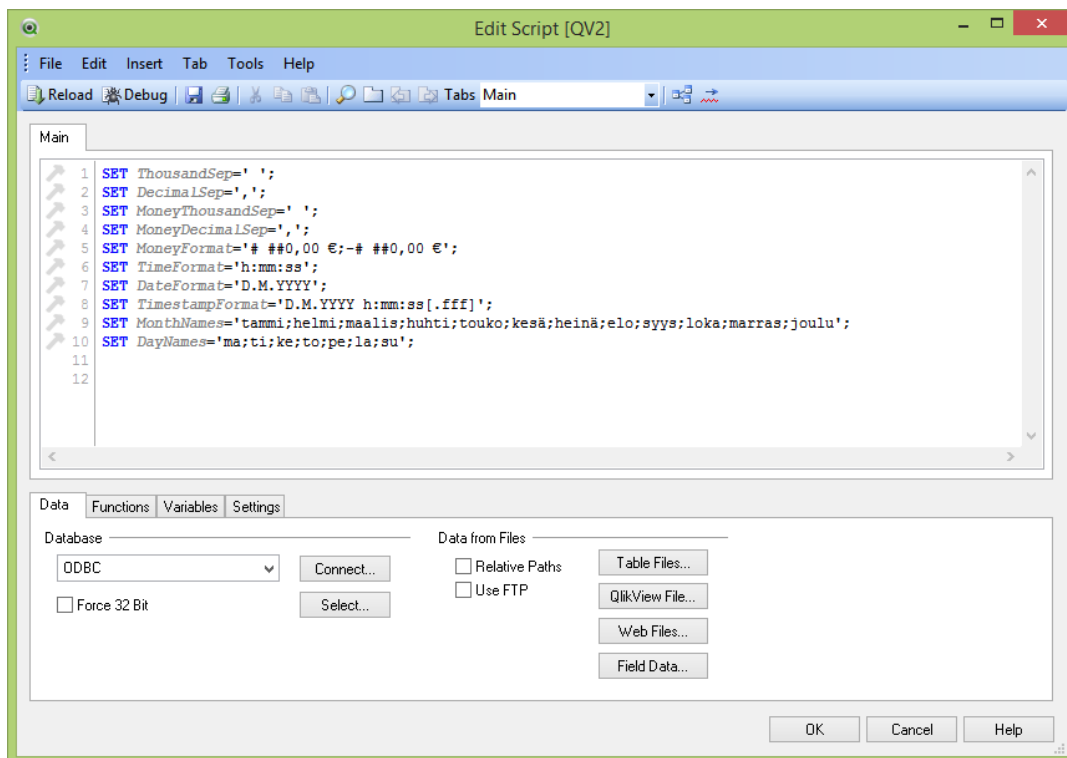 Edit Script [QV2]
File Edit Insert Tab Tools Help
Reload Debug Tabs Main
Main
1 SET ThousandSep=' ';
2 SET DecimalSep=',';
3 SET MoneyThousandSep=' ';
4 SET MoneyDecimalSep=',';
5 SET MoneyFormat='# ##0,00 €;-# ##0,00 €';
6 SET TimeFormat='h:mm:ss';
7 SET DateFormat='D.M.YYYY';
8 SET TimestampFormat='D.M.YYYY h:mm:ss[.fff]';
9 SET MonthNames='tammi;helmi;maalis;huhti;touko;kesä;heinä;elo;syys;loka;marras;joulu';
10 SET DayNames='ma;ti;ke;to;pe;la;su';
11
12
Data Functions Variables Settings
Database Data from Files
ODBC Connect... Relative Paths Table Files...
Force 32 Bit Select... Use FTP QlikView File...
Web Files...
Field Data...
OK Cancel Help